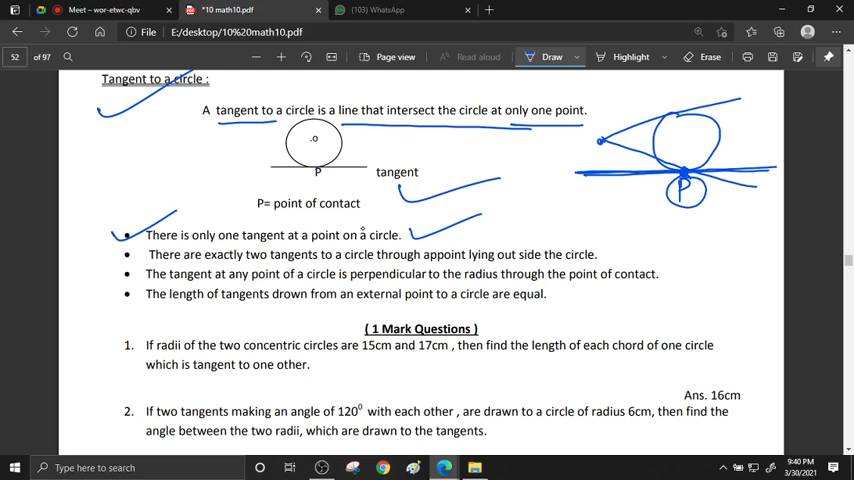 Meet – wor-etwc-qbv
*10 math10.pdf
(103) WhatsApp
File
E:/desktop/10%20math10.pdf
52
of 97
Page view
Read aloud
Draw
Highlight
Erase
Share
Tangent to a circle :
A tangent to a circle is a line that intersect the circle at only one point.
.o
P
tangent
P
P= point of contact
There is only one tangent at a point on a circle.
There are exactly two tangents to a circle through appoint lying out side the circle.
The tangent at any point of a circle is perpendicular to the radius through the point of contact.
The length of tangents drown from an external point to a circle are equal.
( 1 Mark Questions )
1. If radii of the two concentric circles are 15cm and 17cm , then find the length of each chord of one circle
which is tangent to one other.
Ans. 16cm
2. If two tangents making an angle of 120⁰ with each other , are drawn to a circle of radius 6cm, then find the
angle between the two radii, which are drawn to the tangents.
Type here to search
9:40 PM
3/30/2021